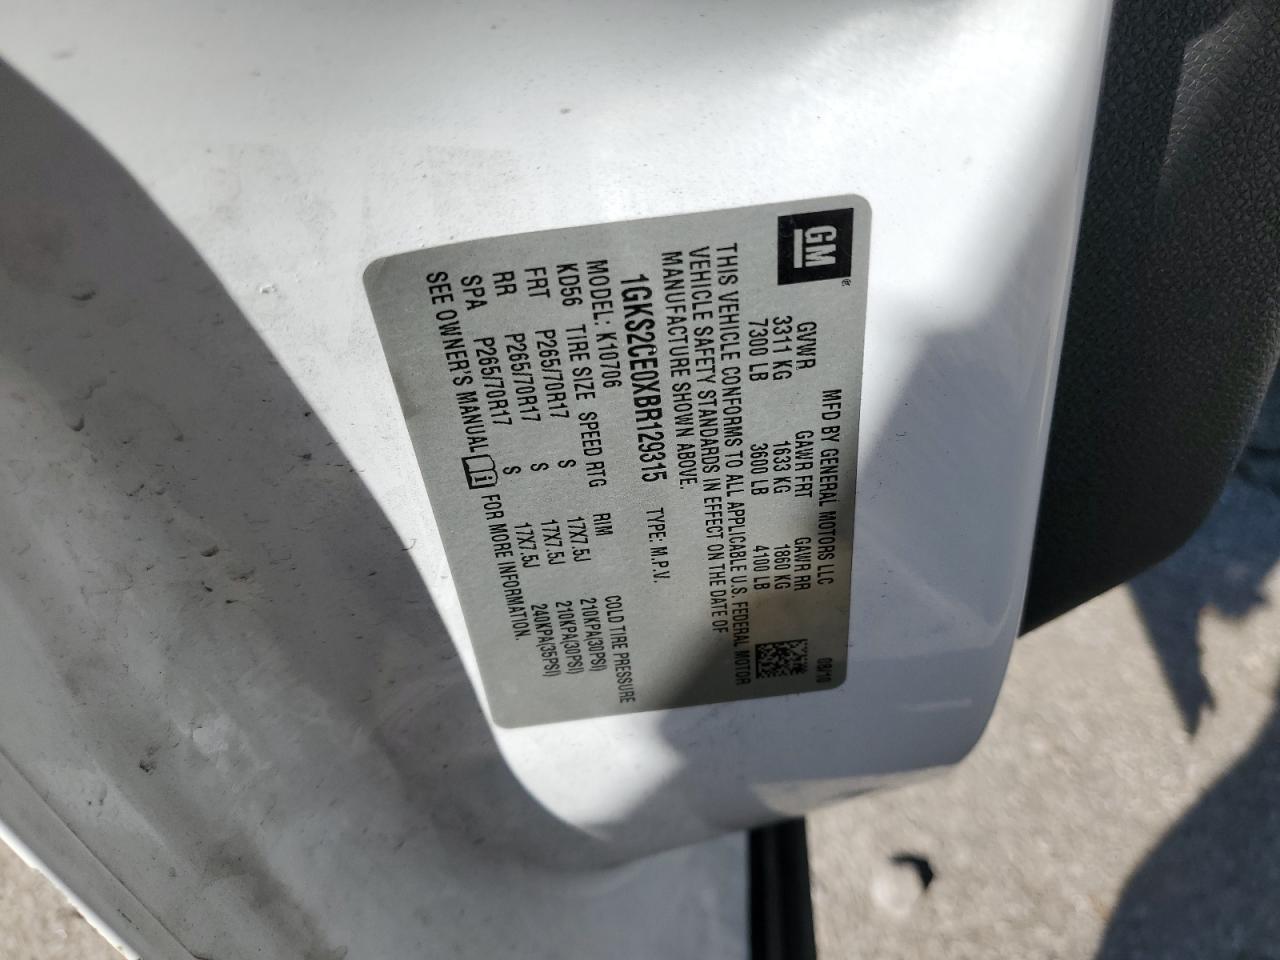 GM
MFD BY GENERAL MOTORS LLC 08/10
GVWR GAWR FRT GAWR RR
3311 KG 1633 KG 1860 KG
7300 LB 3600 LB 4100 LB
THIS VEHICLE CONFORMS TO ALL APPLICABLE U.S. FEDERAL MOTOR
VEHICLE SAFETY STANDARDS IN EFFECT ON THE DATE OF
MANUFACTURE SHOWN ABOVE.
1GKS2CE0XBR129315 TYPE: M.P.V.
MODEL: K10706
KD56 TIRE SIZE SPEED RTG RIM COLD TIRE PRESSURE
FRT P265/70R17 S 17X7.5J 210KPA(30PSI)
RR P265/70R17 S 17X7.5J 210KPA(30PSI)
SPA P265/70R17 S 17X7.5J 240KPA(35PSI)
SEE OWNER'S MANUAL FOR MORE INFORMATION.